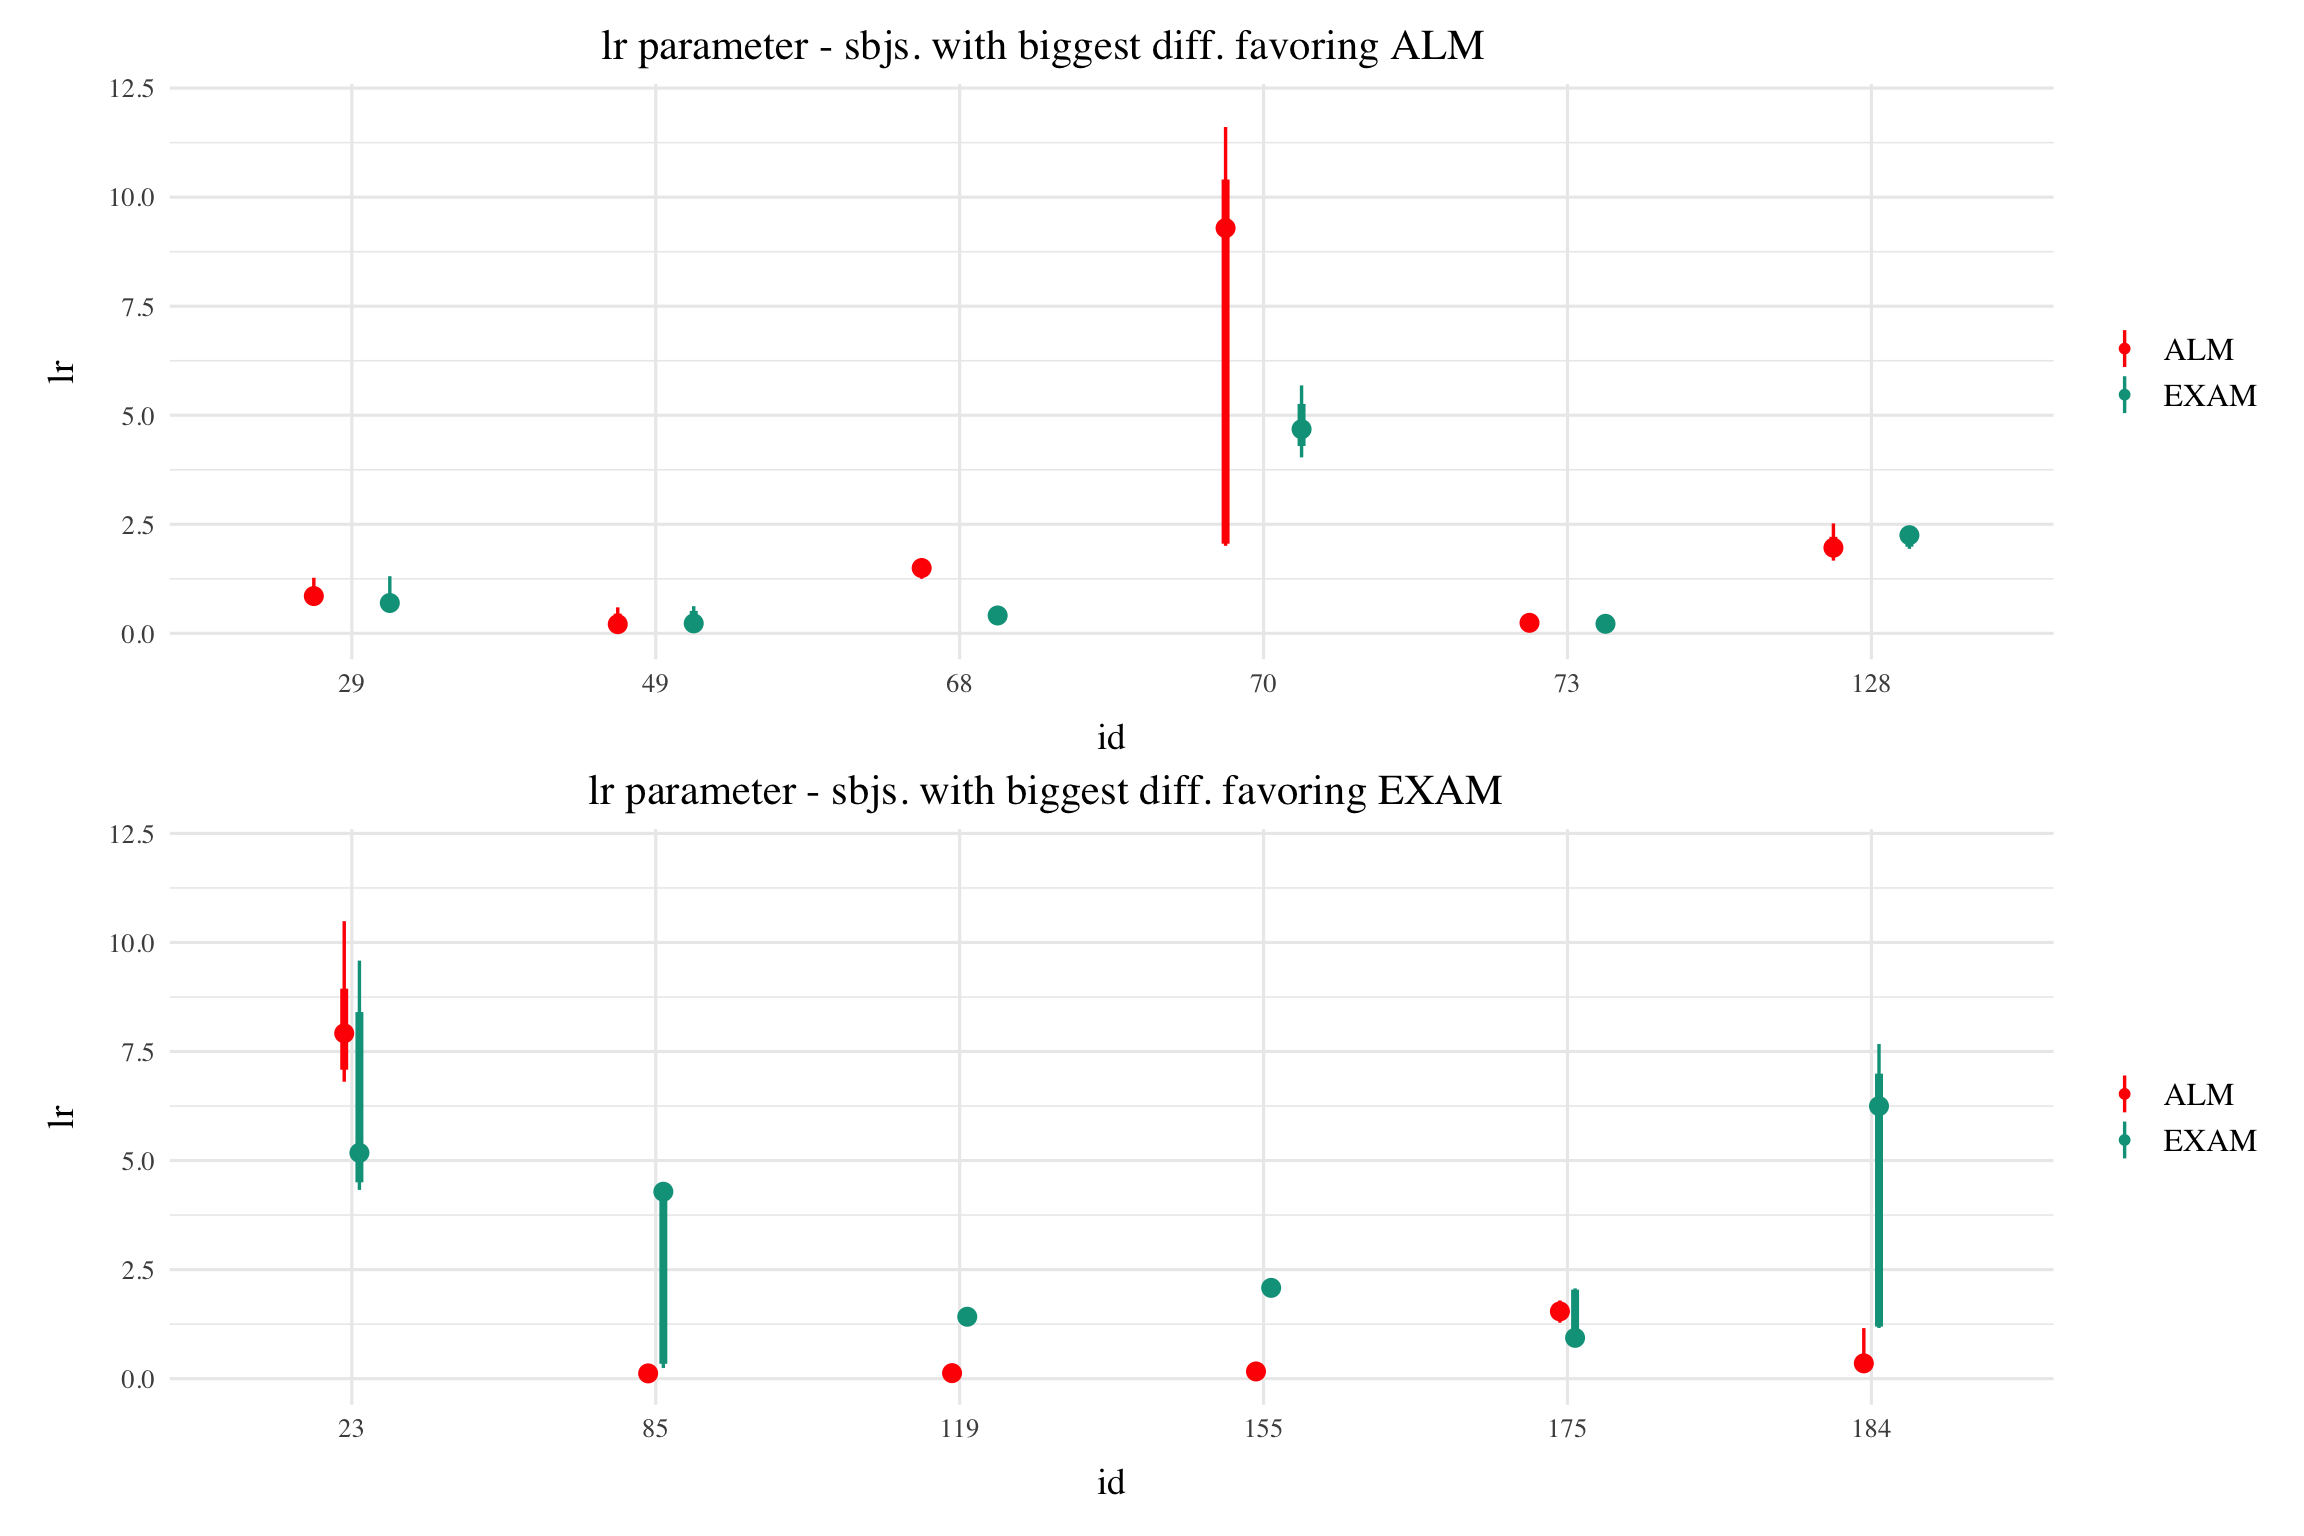 lr parameter - sbjs. with biggest diff. favoring ALM
12.5
10.0
7.5
5.0
2.5
0.0
lr
29 49 68 70 73 128
id
ALM
EXAM
lr parameter - sbjs. with biggest diff. favoring EXAM
12.5
10.0
7.5
5.0
2.5
0.0
lr
23 85 119 155 175 184
id
ALM
EXAM